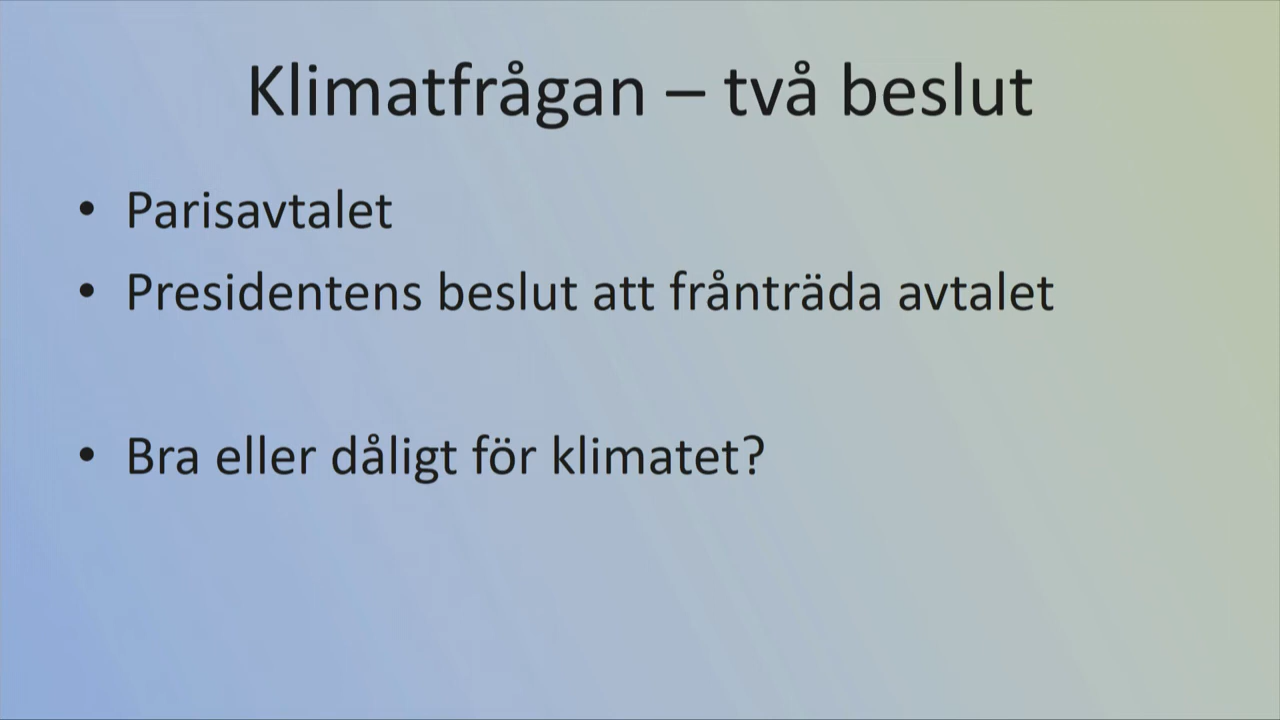 Klimatfrågan – två beslut
• Parisavtalet
• Presidentens beslut att frånträda avtalet
• Bra eller dåligt för klimatet?